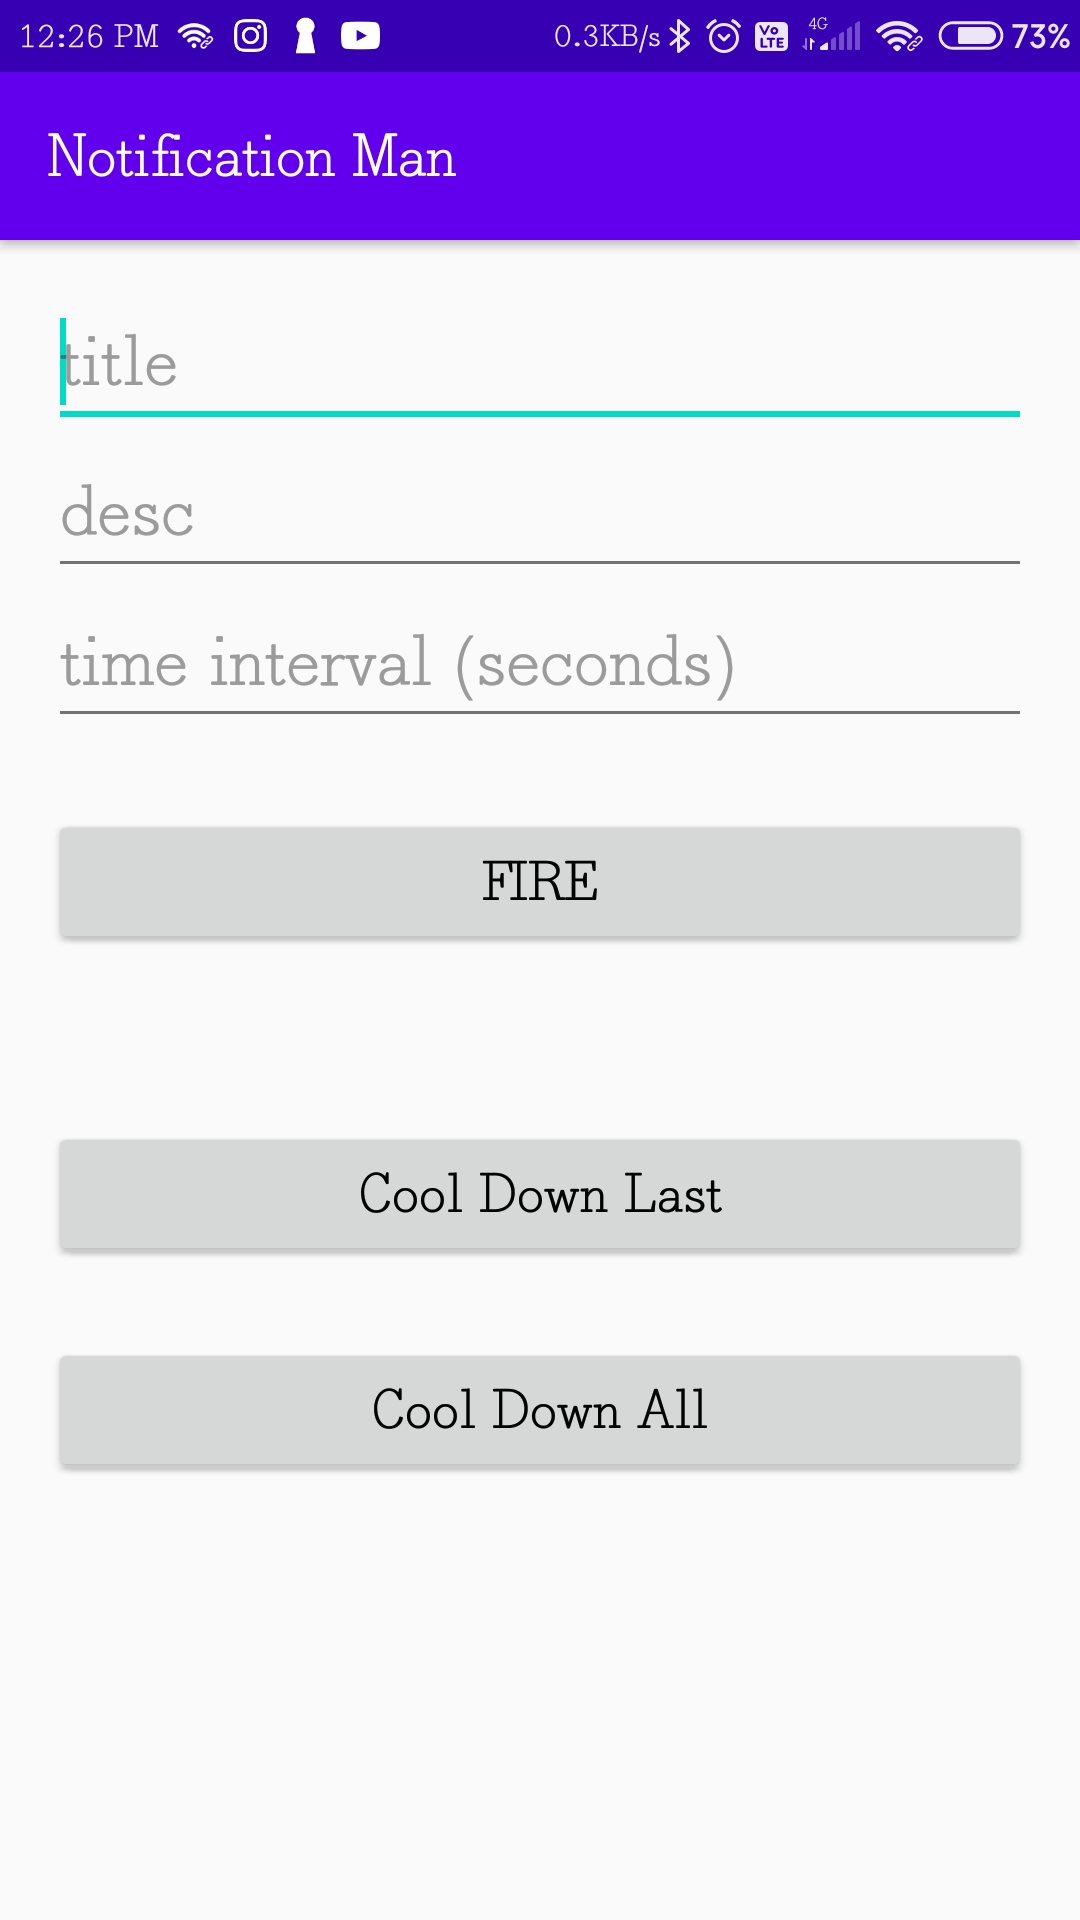 12:26 PM 0.3KB/s Vo LTE 4G 73%
Notification Man
title
desc
time interval (seconds)
FIRE
Cool Down Last
Cool Down All